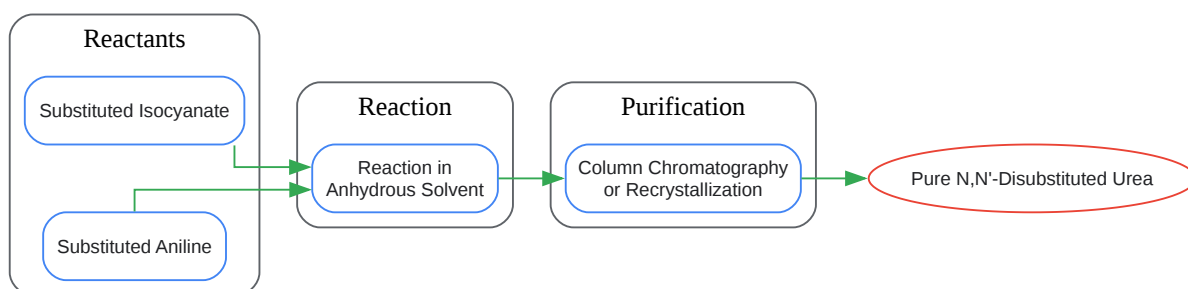 Reactants
Substituted Isocyanate
Substituted Aniline
Reaction
Reaction in
Anhydrous Solvent
Purification
Column Chromatography
or Recrystallization
Pure N,N'-Disubstituted Urea